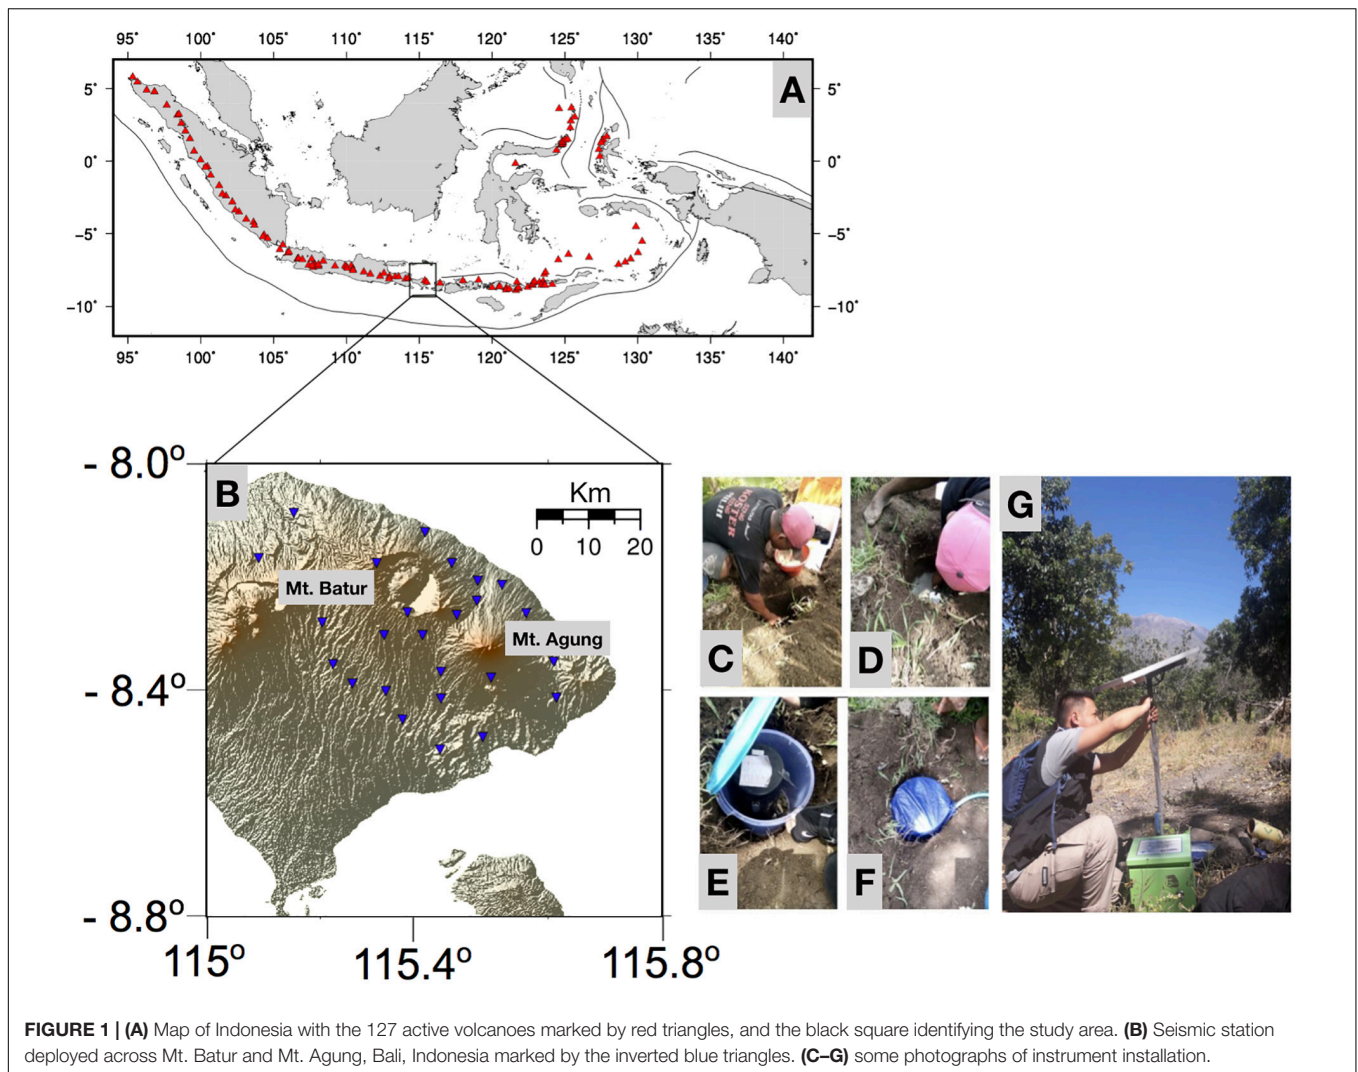 95° 100° 105° 110° 115° 120° 125° 130° 135° 140°
A
5° 5°
0° 0°
−5° −5°
−10° −10°
95° 100° 105° 110° 115° 120° 125° 130° 135° 140°
- 8.0º
B
Km
0 10 20
Mt. Batur
Mt. Agung
- 8.4º
- 8.8º
115º 115.4º 115.8º
ROSTER
C
D
E
F
G
FIGURE 1 | (A) Map of Indonesia with the 127 active volcanoes marked by red triangles, and the black square identifying the study area. (B) Seismic station
deployed across Mt. Batur and Mt. Agung, Bali, Indonesia marked by the inverted blue triangles. (C–G) some photographs of instrument installation.